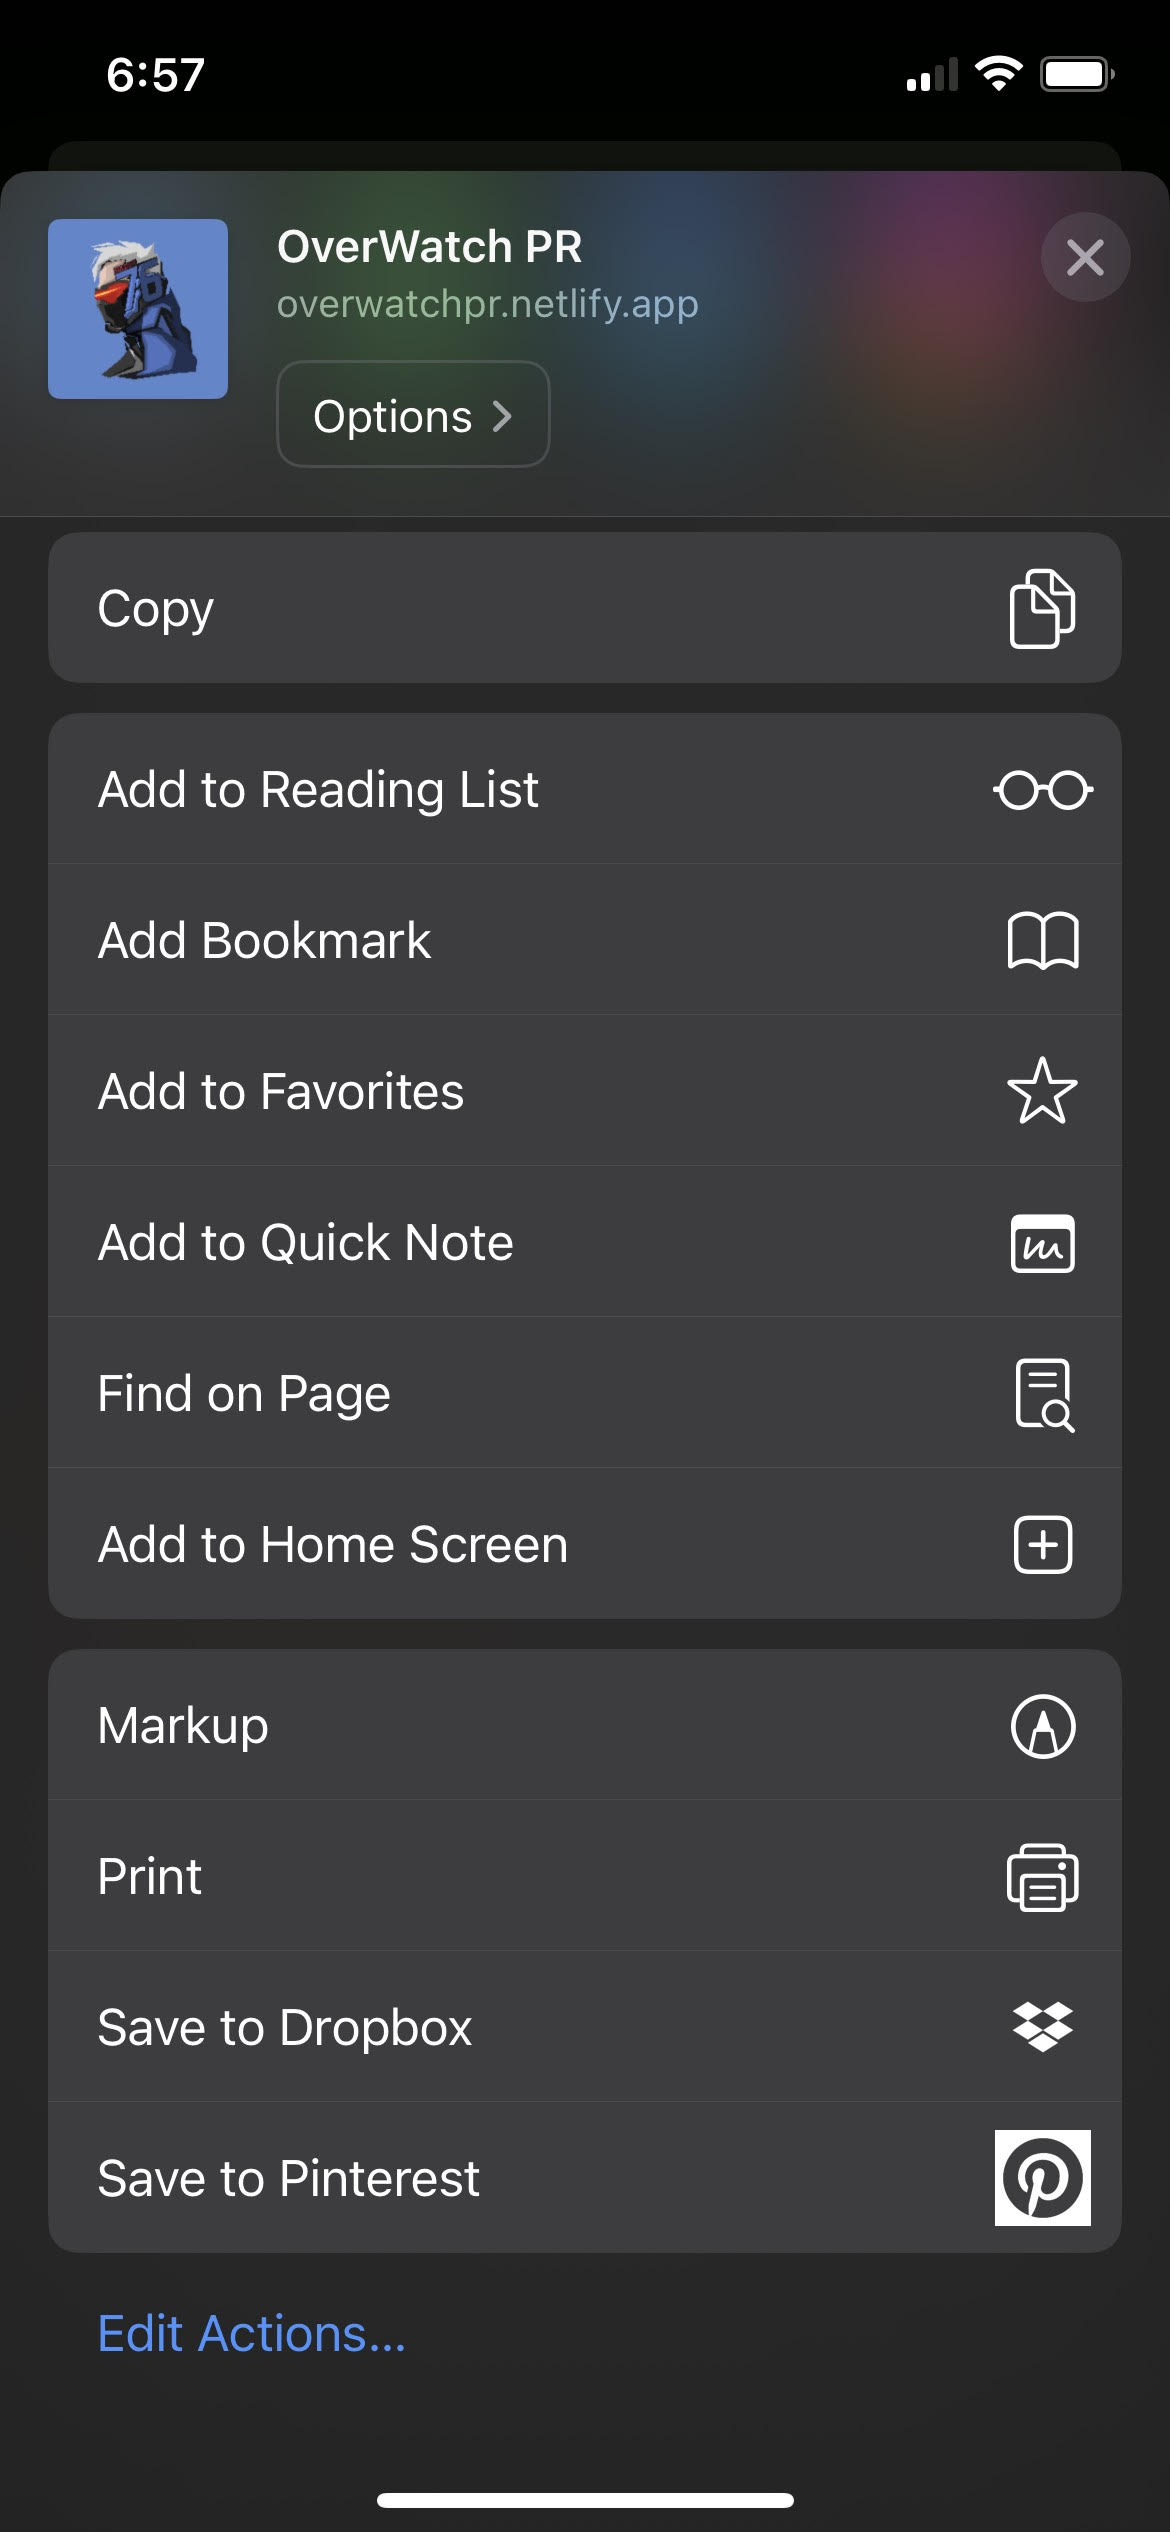 6:57
OverWatch PR
overwatchpr.netlify.app
Options
Copy
Add to Reading List
Add Bookmark
Add to Favorites
Add to Quick Note
Find on Page
Add to Home Screen
Markup
Print
Save to Dropbox
Save to Pinterest
Edit Actions...